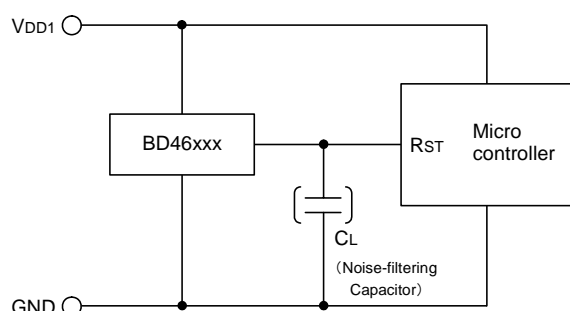 VDD1
BD46xxx
RST
Micro
controller
CL
（Noise-filtering
Capacitor）
GND